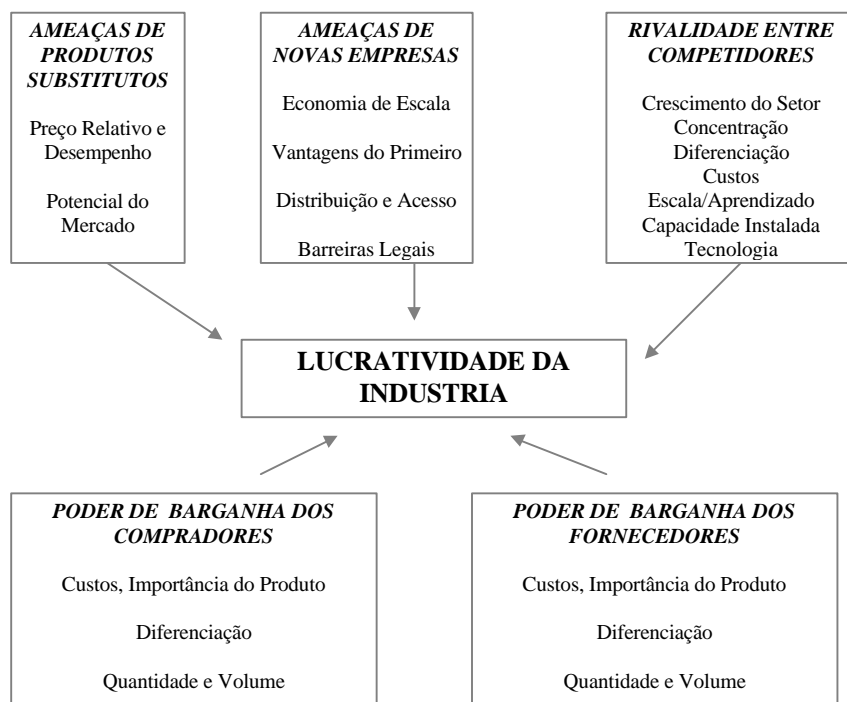 AMEAÇAS DE
PRODUTOS
SUBSTITUTOS
Preço Relativo e
Desempenho
Potencial do
Mercado
AMEAÇAS DE
NOVAS EMPRESAS
Economia de Escala
Vantagens do Primeiro
Distribuição e Acesso
Barreiras Legais
RIVALIDADE ENTRE
COMPETIDORES
Crescimento do Setor
Concentração
Diferenciação
Custos
Escala/Aprendizado
Capacidade Instalada
Tecnologia
LUCRATIVIDADE DA
INDUSTRIA
PODER DE BARGANHA DOS
COMPRADORES
Custos, Importância do Produto
Diferenciação
Quantidade e Volume
PODER DE BARGANHA DOS
FORNECEDORES
Custos, Importância do Produto
Diferenciação
Quantidade e Volume